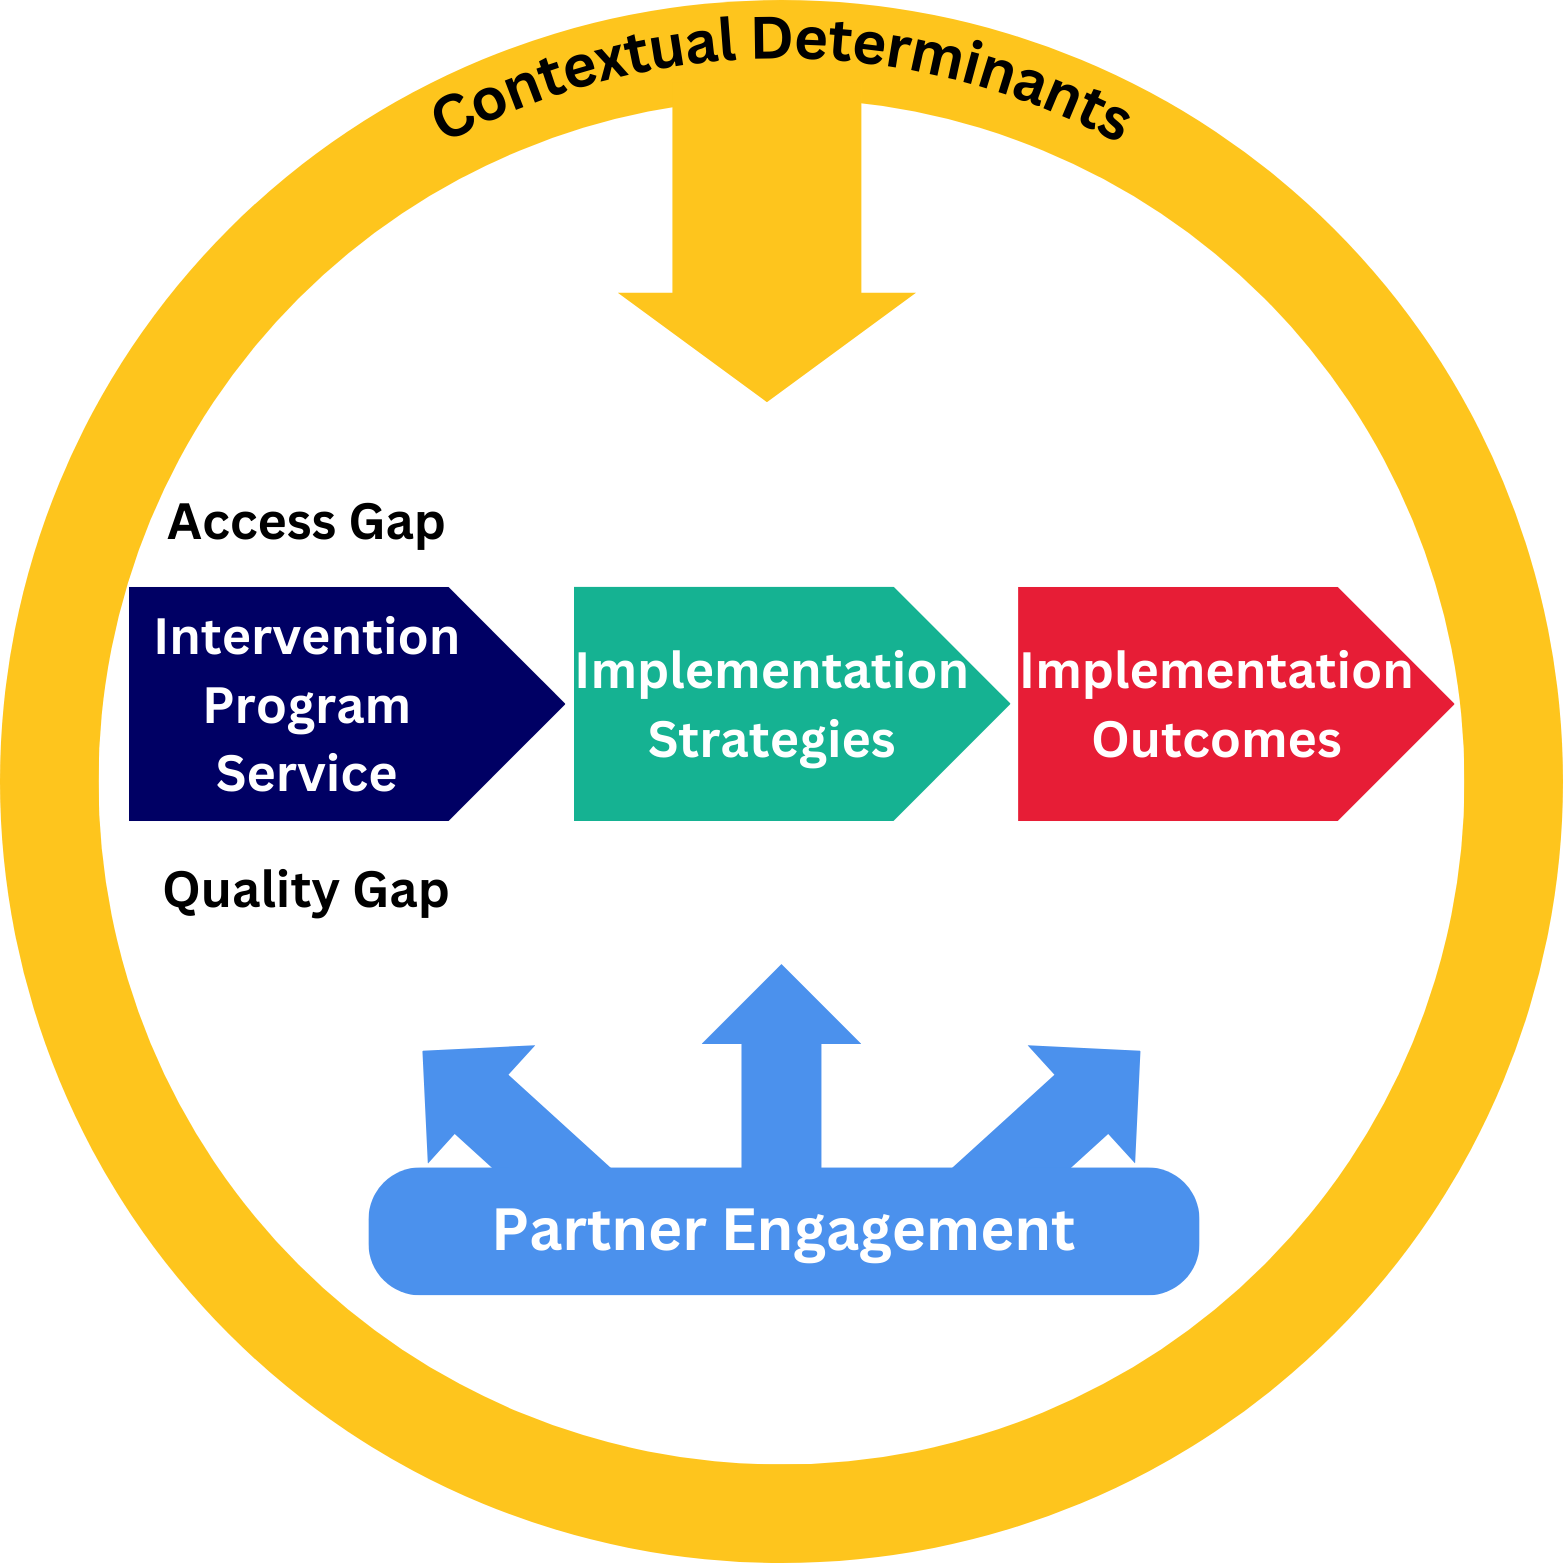 Contextual Determinants
Access Gap
Intervention
Program
Service
Implementation
Strategies
Implementation
Outcomes
Quality Gap
Partner Engagement